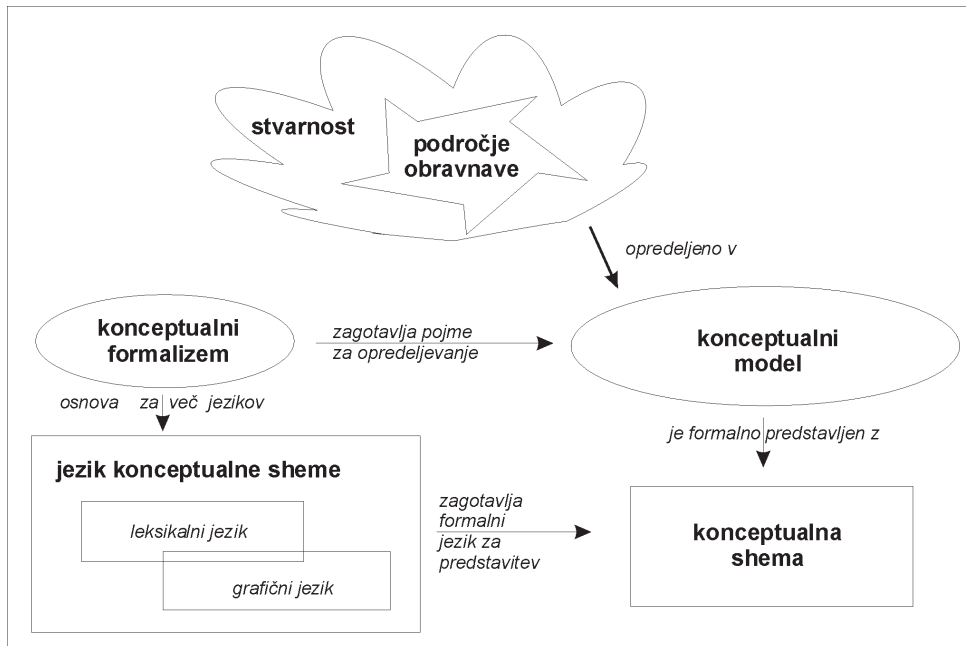 stvarnost
področje
obravnave
opredeljeno v
konceptualni
formalizem
zagotavlja pojme
za opredeljevanje
konceptualni
model
osnova za več jezikov
je formalno predstavljen z
jezik konceptualne sheme
leksikalni jezik
grafični jezik
zagotavlja
formalni
jezik za
predstavitev
konceptualna
shema